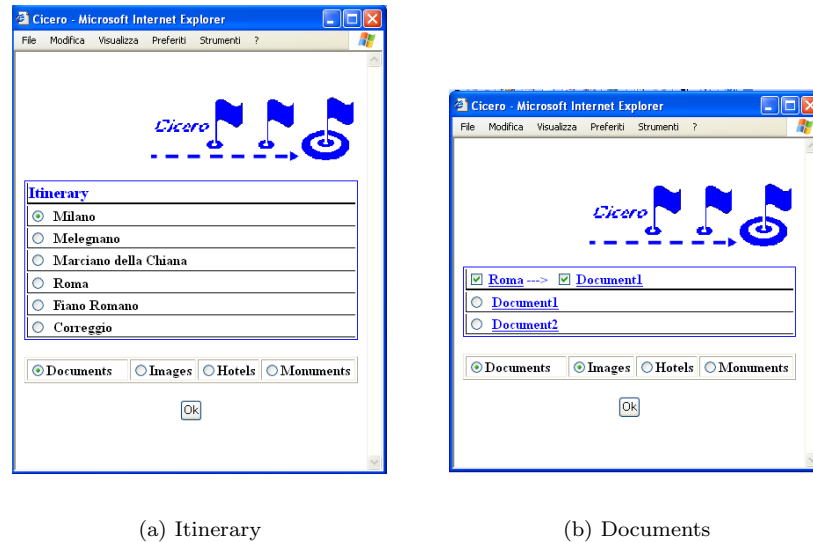 Cicero - Microsoft Internet Explorer
File Modifica Visualizza Preferiti Strumenti ?
Cicero
Itinerary
Milano
Melegnano
Marciano della Chiana
Roma
Fiano Romano
Correggio
Documents Images Hotels Monuments
Ok
(a) Itinerary
Cicero - Microsoft Internet Explorer
File Modifica Visualizza Preferiti Strumenti ?
Cicero
Roma ---> Document1
Document1
Document2
Documents Images Hotels Monuments
Ok
(b) Documents